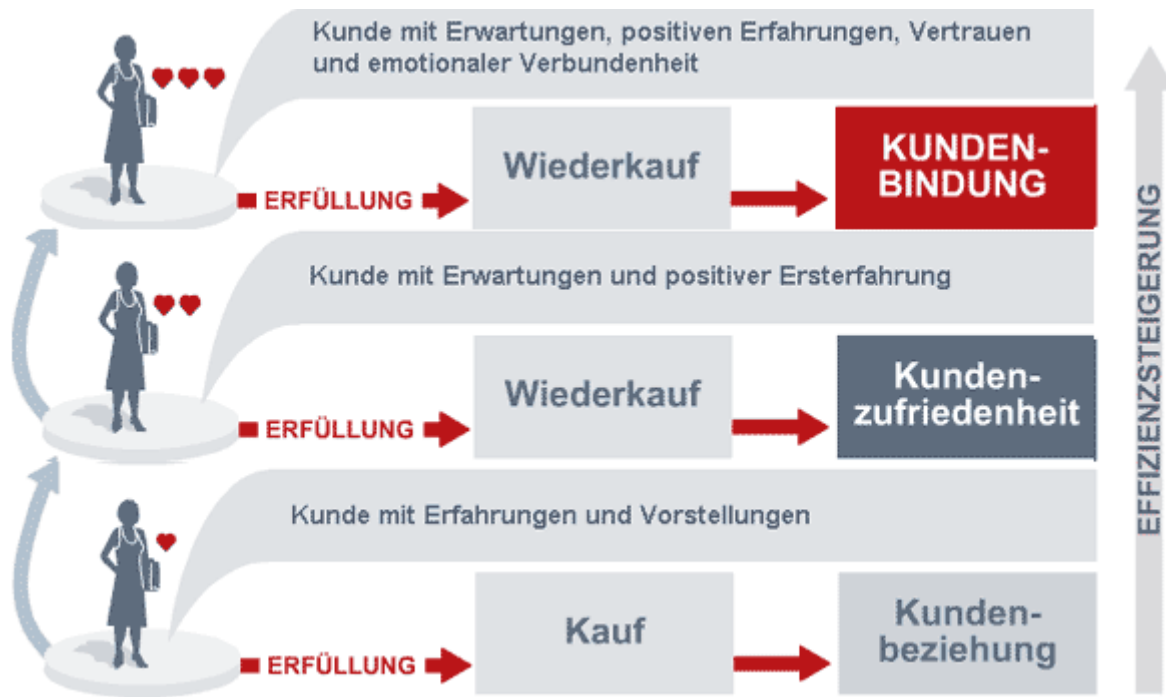 Kunde mit Erwartungen, positiven Erfahrungen, Vertrauen
und emotionaler Verbundenheit
ERFÜLLUNG
Wiederkauf
KUNDEN-
BINDUNG
Kunde mit Erwartungen und positiver Ersterfahrung
ERFÜLLUNG
Wiederkauf
Kunden-
zufriedenheit
Kunde mit Erfahrungen und Vorstellungen
ERFÜLLUNG
Kauf
Kunden-
beziehung
EFFIZIENZSTEIGERUNG